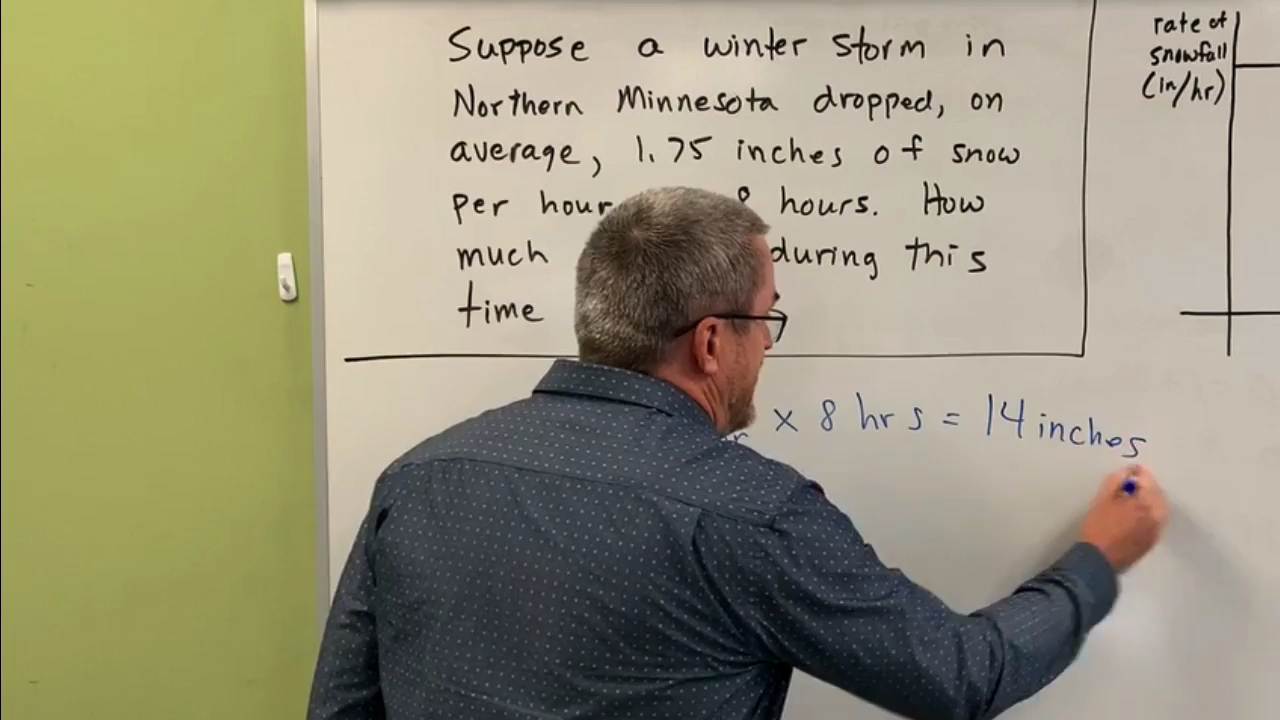 Suppose a winter storm in
Northern Minnesota dropped, on
average, 1.75 inches of snow
per hour 8 hours. How
much during this
time
rate of
snowfall
(in/hr)
x 8 hrs = 14 inches